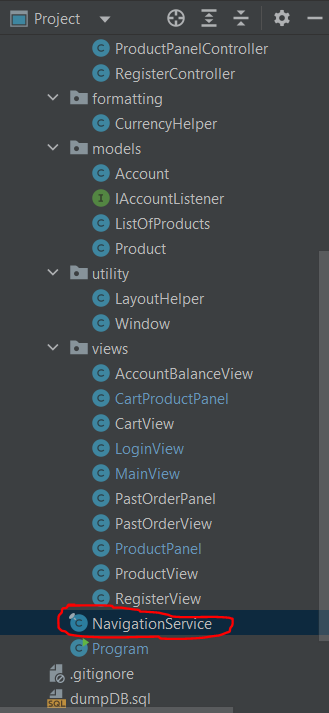 Project
ProductPanelController
RegisterController
formatting
CurrencyHelper
models
Account
IAccountListener
ListOfProducts
Product
utility
LayoutHelper
Window
views
AccountBalanceView
CartProductPanel
CartView
LoginView
MainView
PastOrderPanel
PastOrderView
ProductPanel
ProductView
RegisterView
NavigationService
Program
.gitignore
dumpDB.sql